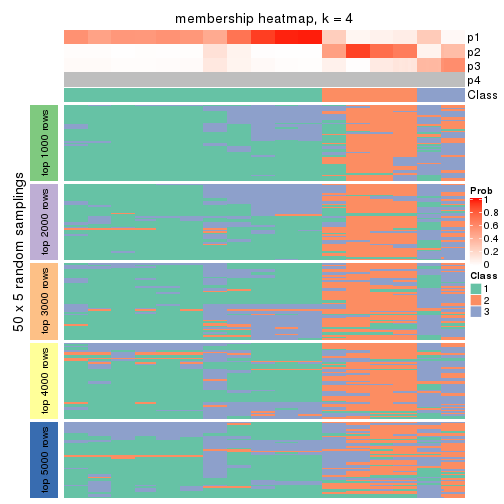 membership heatmap, k = 4
p1
p2
p3
p4
Class
50 x 5 random samplings
top 1000 rows
top 2000 rows
top 3000 rows
top 4000 rows
top 5000 rows
Prob
1
0.8
0.6
0.4
0.2
0
Class
1
2
3